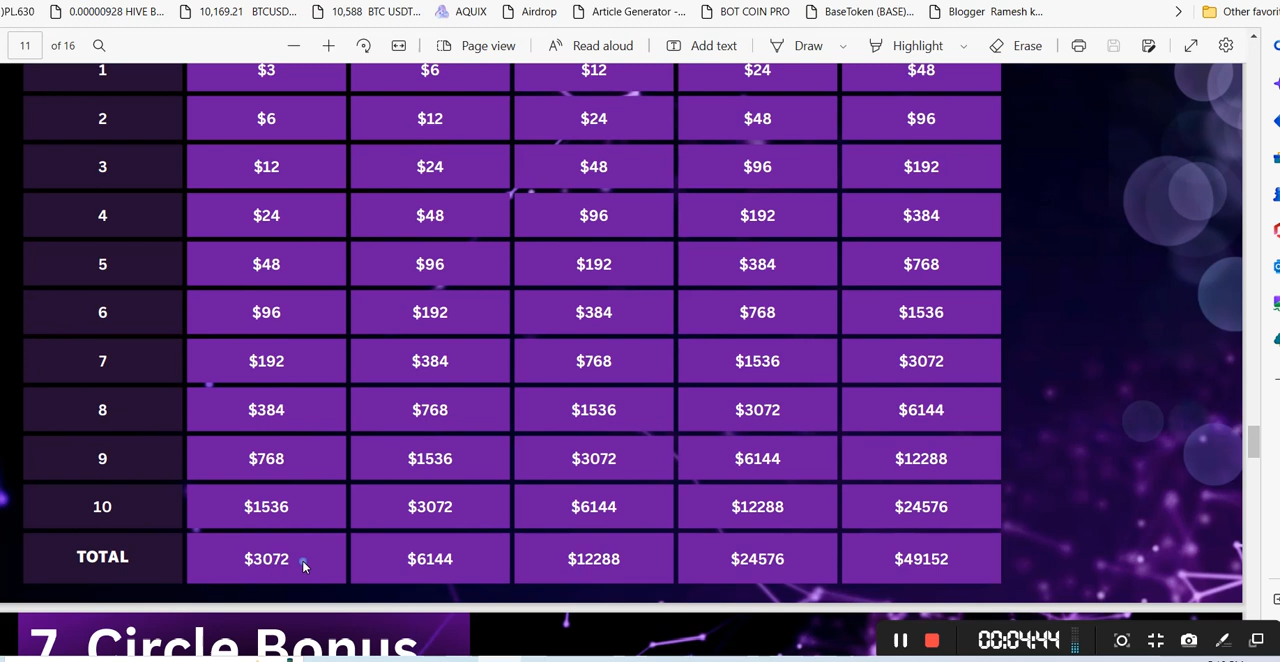 )PL.630 0.00000928 HIVE B... 10,169.21 BTCUSD... 10,588 BTC USDT... AQUIX Airdrop Article Generator -... BOT COIN PRO BaseToken (BASE)... Blogger Ramesh k... Other favori
11 of 16 Page view Read aloud Add text Draw Highlight Erase
1 $3 $6 $12 $24 $48
2 $6 $12 $24 $48 $96
3 $12 $24 $48 $96 $192
4 $24 $48 $96 $192 $384
5 $48 $96 $192 $384 $768
6 $96 $192 $384 $768 $1536
7 $192 $384 $768 $1536 $3072
8 $384 $768 $1536 $3072 $6144
9 $768 $1536 $3072 $6144 $12288
10 $1536 $3072 $6144 $12288 $24576
TOTAL $3072 $6144 $12288 $24576 $49152
7. Circle Bonus
00:04:44